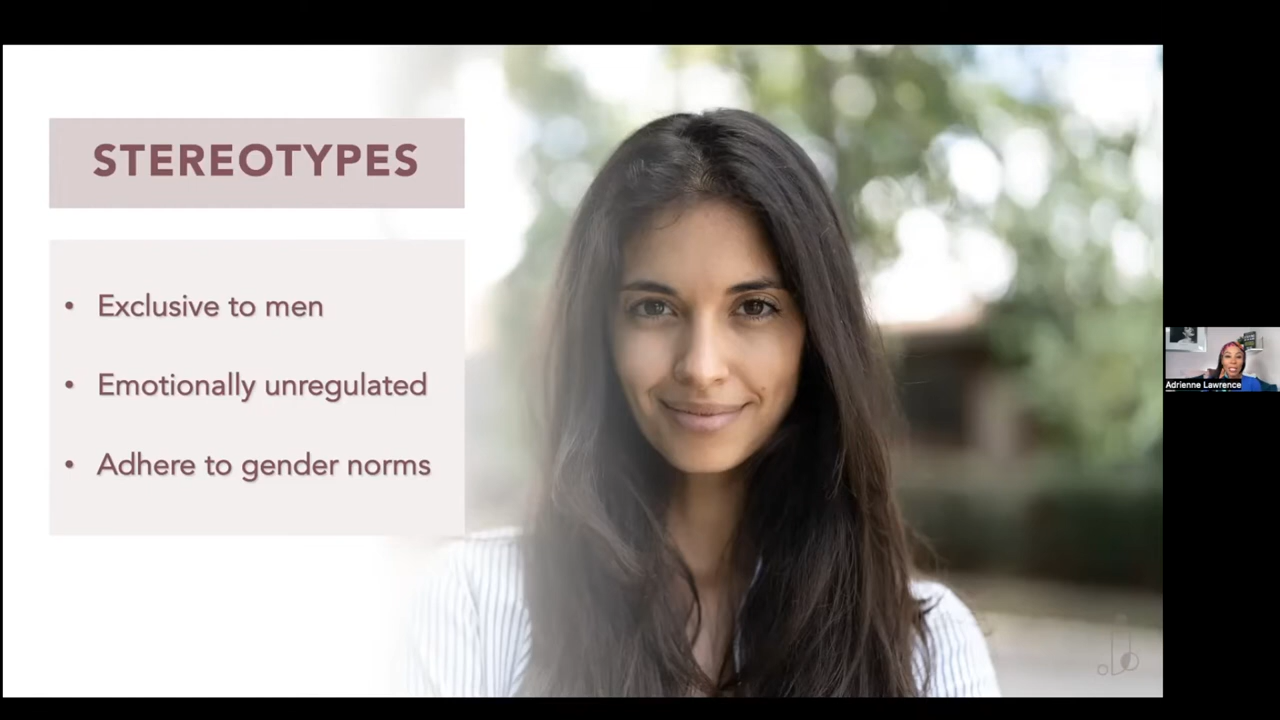 STEREOTYPES
• Exclusive to men
• Emotionally unregulated
• Adhere to gender norms
Adrienne Lawrence